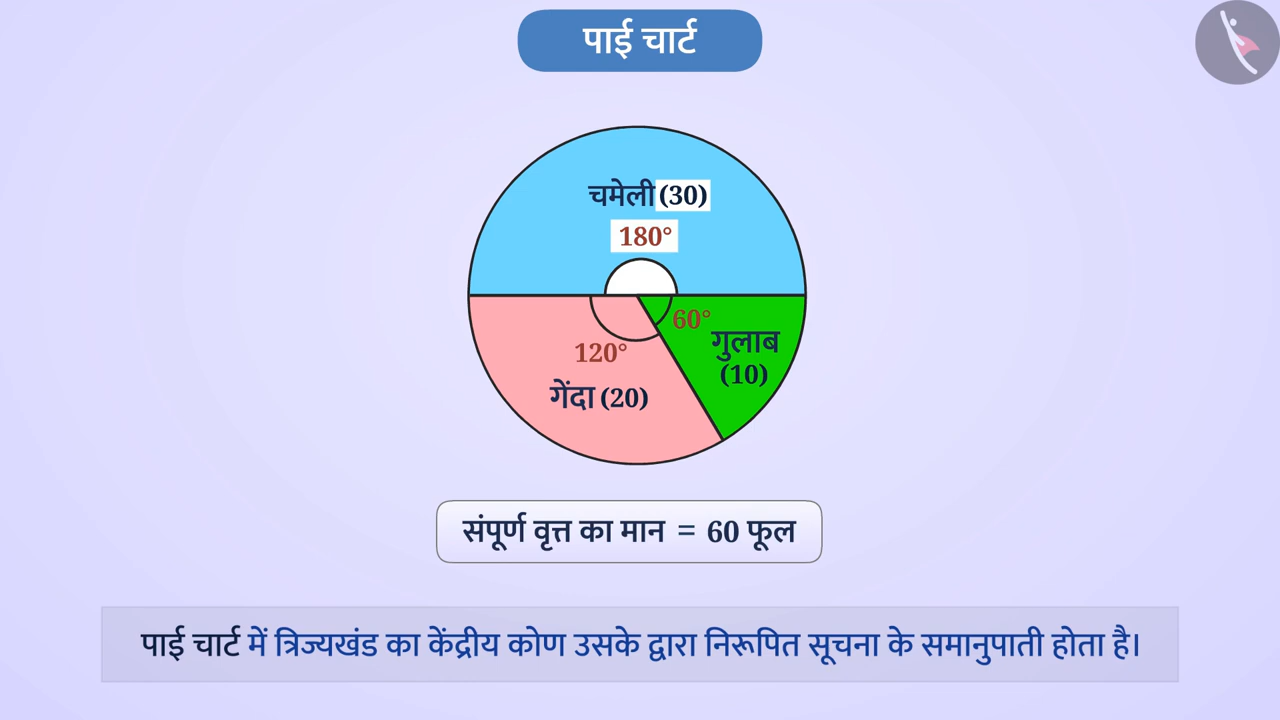 पाई चार्ट
चमेली (30)
180°
60°
गुलाब
(10)
120°
गेंदा (20)
संपूर्ण वृत्त का मान = 60 फूल
पाई चार्ट में त्रिज्यखंड का केंद्रीय कोण उसके द्वारा निरूपित सूचना के समानुपाती होता है।